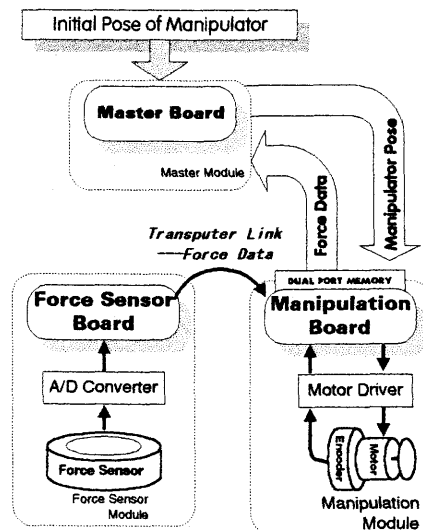 Initial Pose of Manipulator
Master Board
Master Module
Force Data
Manipulator Pose
Transputer Link
Force Data
DUAL PORT MEMORY
Force Sensor
Board
Manipulation
Board
A/D Converter
Motor Driver
Force Sensor
Encoder
Motor
Force Sensor
Module
Manipulation
Module